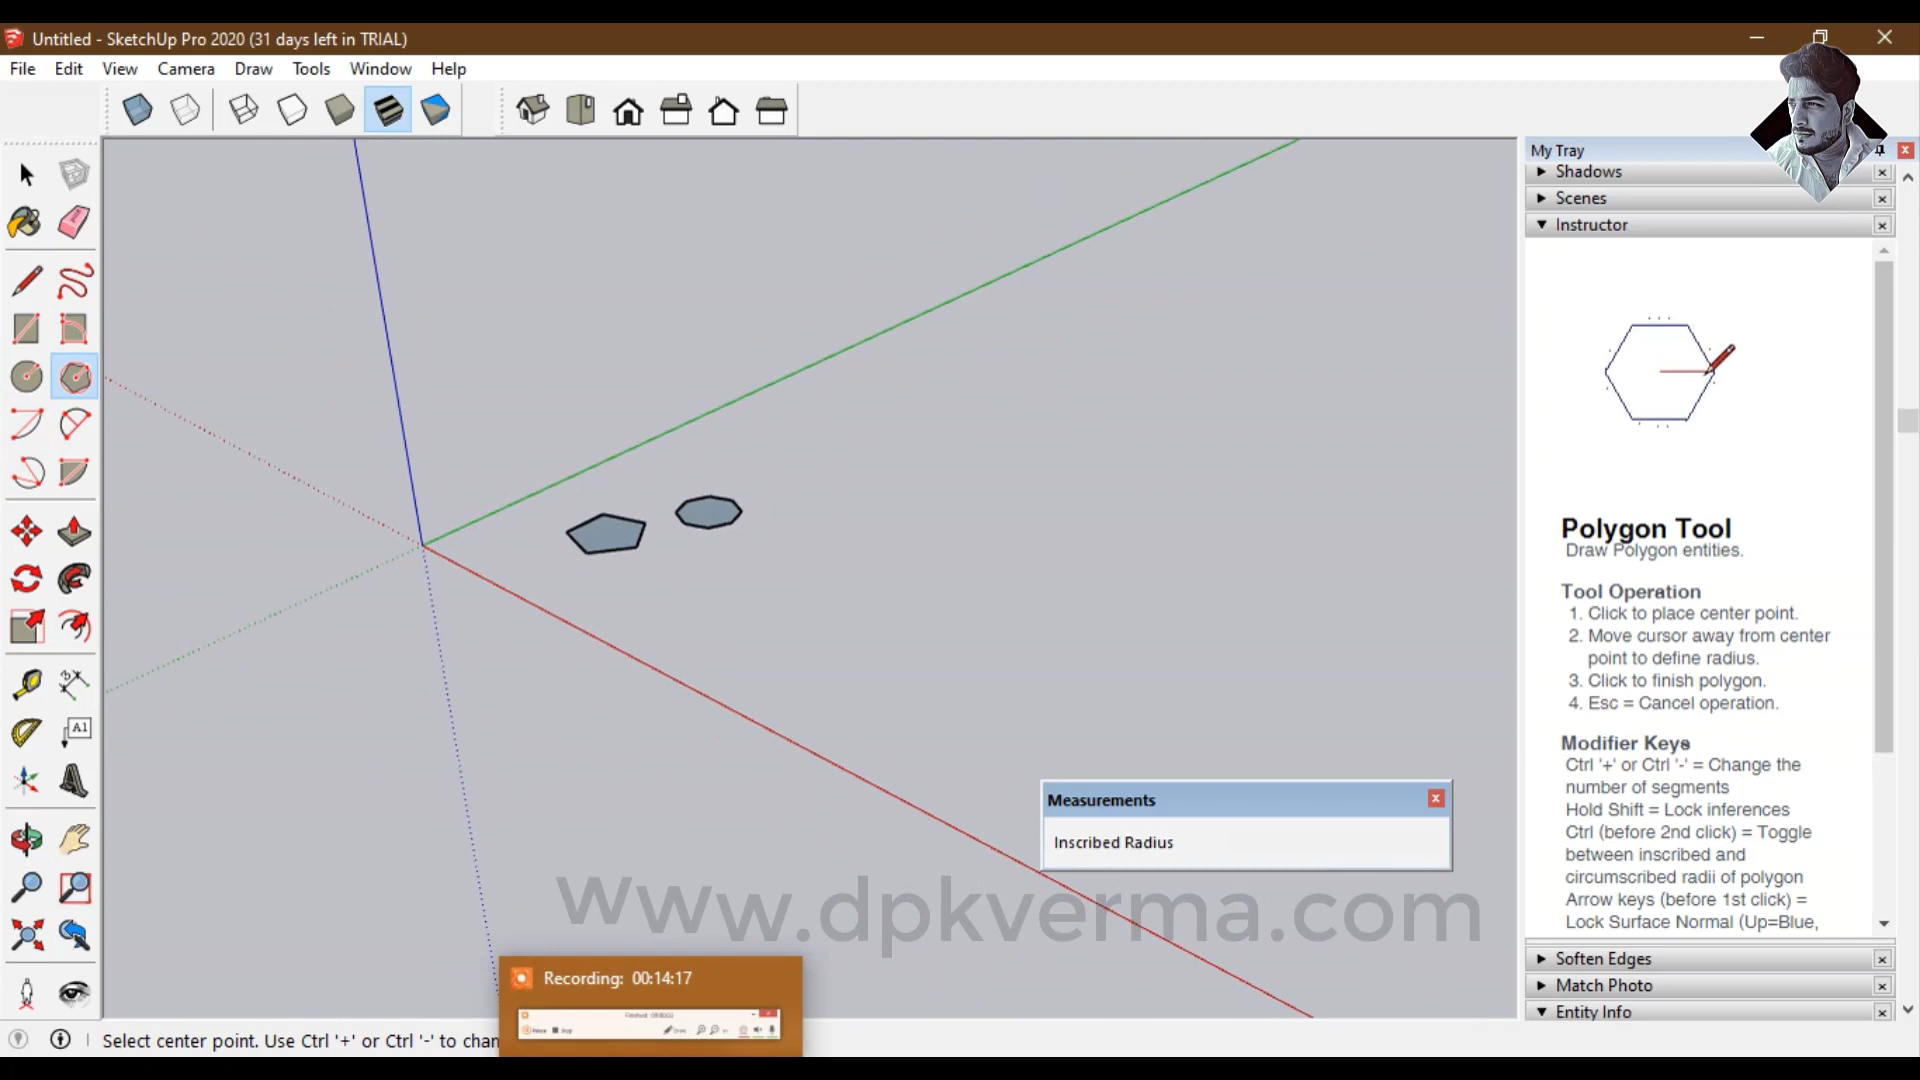 Untitled - SketchUp Pro 2020 (31 days left in TRIAL)
File Edit View Camera Draw Tools Window Help
My Tray
Shadows
Scenes
Instructor
Polygon Tool
Draw Polygon entities.
Tool Operation
1. Click to place center point.
2. Move cursor away from center
point to define radius.
3. Click to finish polygon.
4. Esc = Cancel operation.
Modifier Keys
Ctrl '+' or Ctrl '-' = Change the
number of segments
Hold Shift = Lock inferences
Ctrl (before 2nd click) = Toggle
between inscribed and
circumscribed radii of polygon
Arrow keys (before 1st click) =
Lock Surface Normal (Up=Blue,
Soften Edges
Match Photo
Entity Info
A1
Measurements
Inscribed Radius
www.dpkverma.com
Recording: 00:14:17
Select center point. Use Ctrl '+' or Ctrl '-' to chan